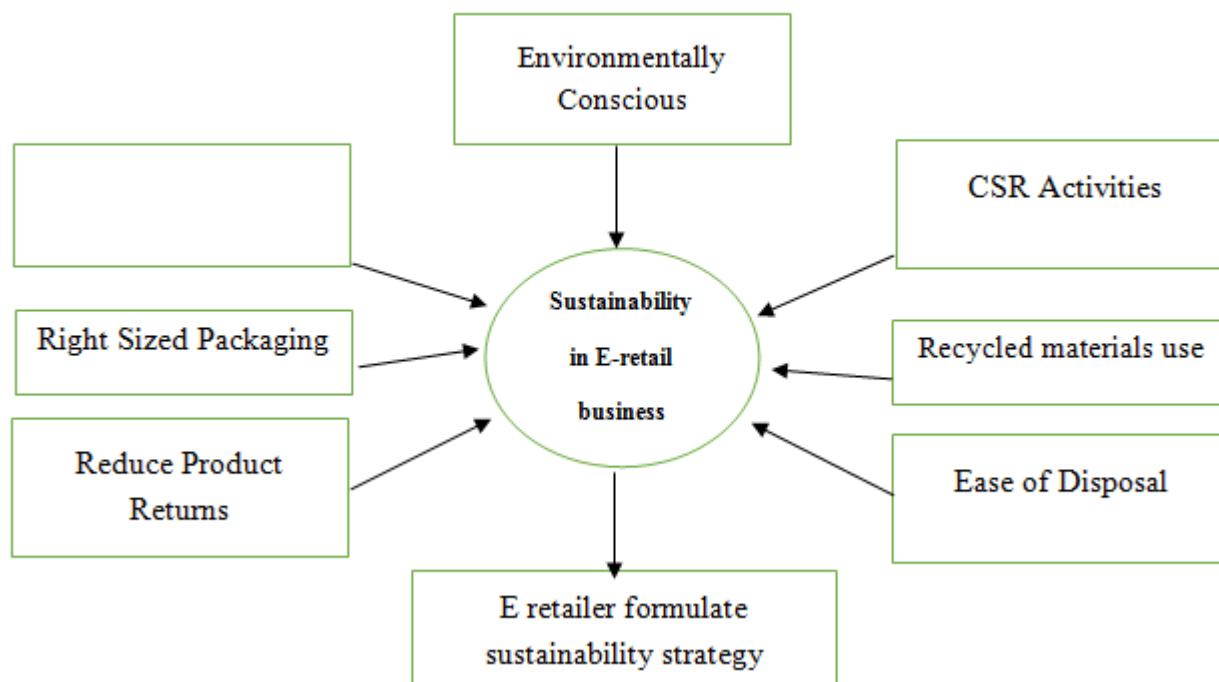 Environmentally
Conscious
CSR Activities
Sustainability
in E-retail
business
Right Sized Packaging
Recycled materials use
Reduce Product
Returns
Ease of Disposal
E retailer formulate
sustainability strategy